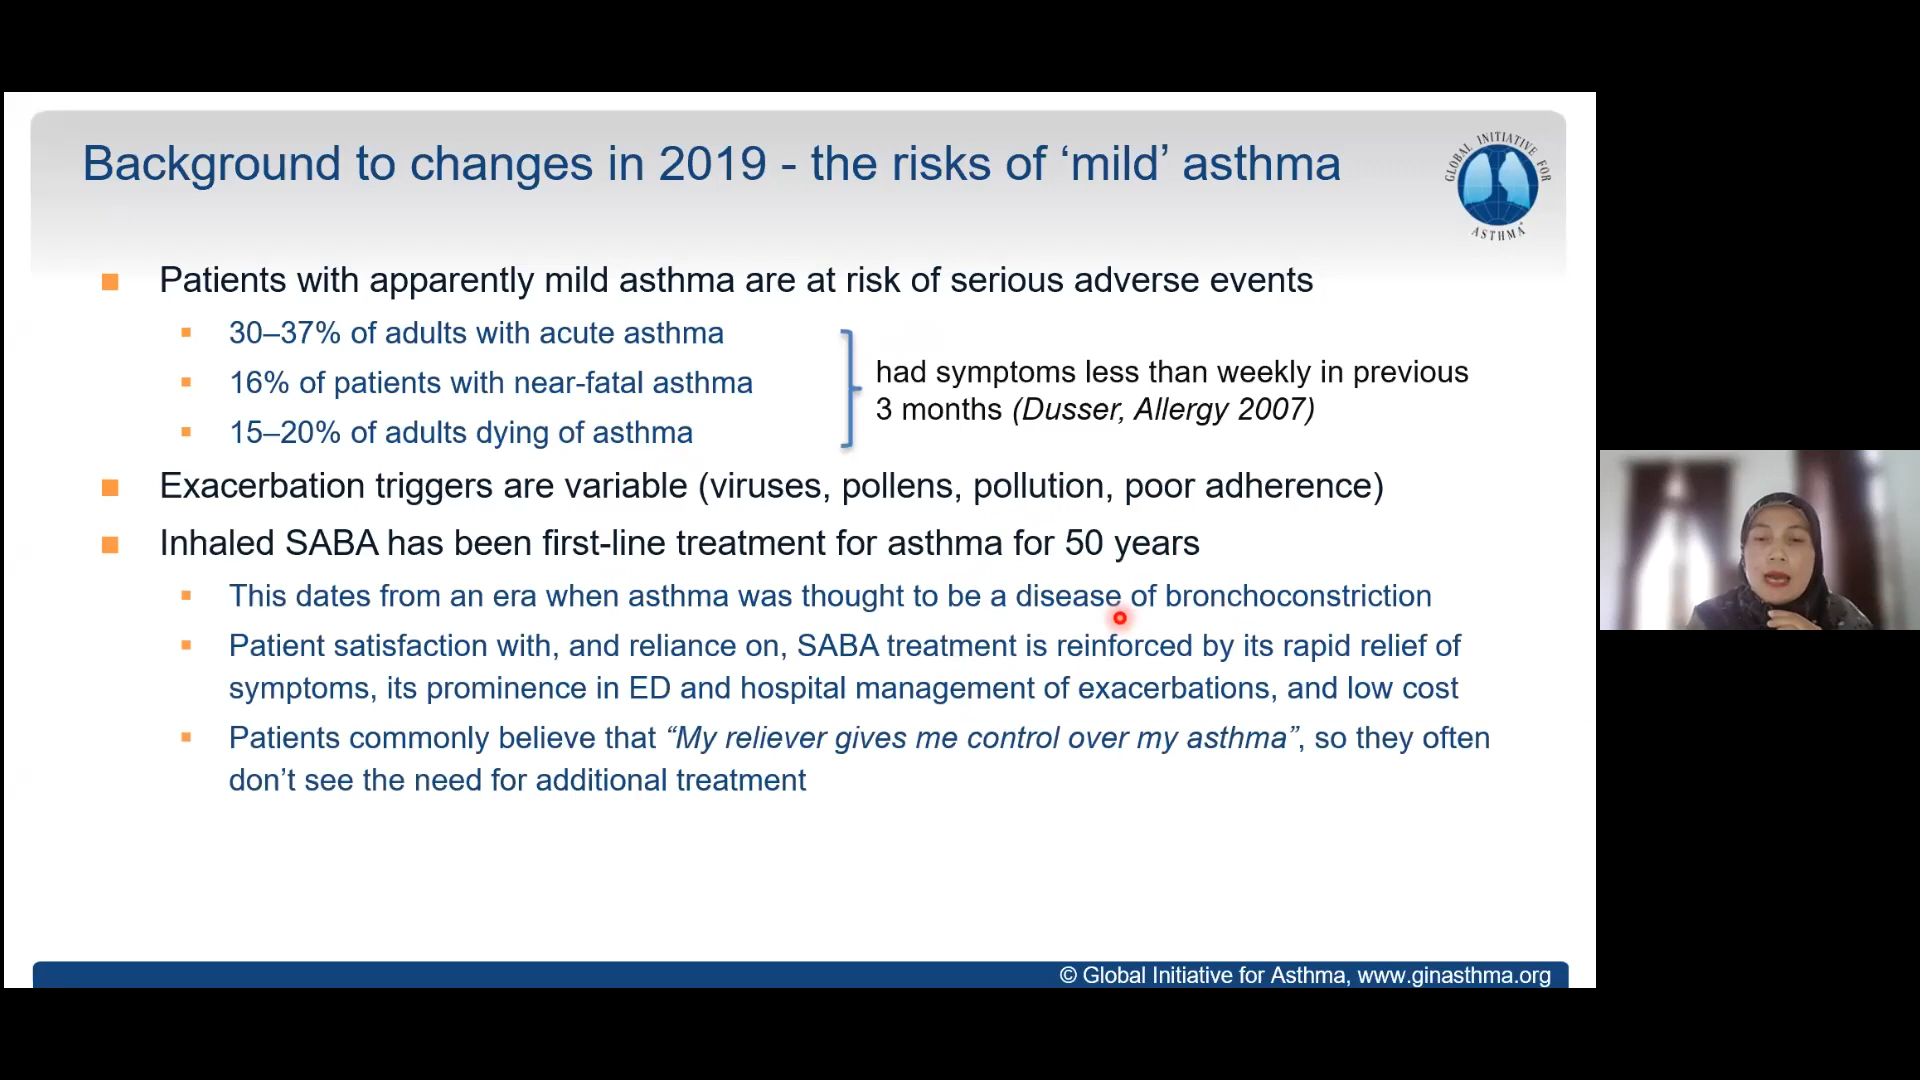 Background to changes in 2019 - the risks of ‘mild’ asthma
GLOBAL INITIATIVE FOR
ASTHMA
Patients with apparently mild asthma are at risk of serious adverse events
30–37% of adults with acute asthma
16% of patients with near-fatal asthma
15–20% of adults dying of asthma
had symptoms less than weekly in previous
3 months (Dusser, Allergy 2007)
Exacerbation triggers are variable (viruses, pollens, pollution, poor adherence)
Inhaled SABA has been first-line treatment for asthma for 50 years
This dates from an era when asthma was thought to be a disease of bronchoconstriction
Patient satisfaction with, and reliance on, SABA treatment is reinforced by its rapid relief of
symptoms, its prominence in ED and hospital management of exacerbations, and low cost
Patients commonly believe that “My reliever gives me control over my asthma”, so they often
don’t see the need for additional treatment
© Global Initiative for Asthma, www.ginasthma.org